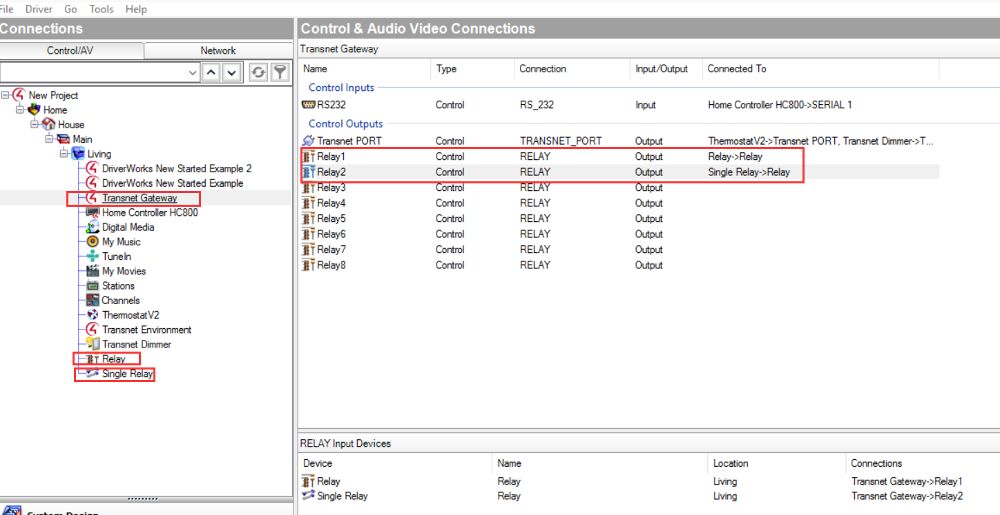 File Driver Go Tools Help
Connections
Control/AV Network
New Project
Home
House
Main
Living
DriverWorks New Started Example 2
DriverWorks New Started Example
Transnet Gateway
Home Controller HC800
Digital Media
My Music
TuneIn
My Movies
Stations
Channels
ThermostatV2
Transnet Environment
Transnet Dimmer
Relay
Single Relay
System Design
Control & Audio Video Connections
Transnet Gateway
Name Type Connection Input/Output Connected To
Control Inputs
RS232 Control RS_232 Input Home Controller HC800->SERIAL 1
Control Outputs
Transnet PORT Control TRANSNET_PORT Output ThermostatV2->Transnet PORT, Transnet Dimmer->T...
Relay1 Control RELAY Output Relay->Relay
Relay2 Control RELAY Output Single Relay->Relay
Relay3 Control RELAY Output
Relay4 Control RELAY Output
Relay5 Control RELAY Output
Relay6 Control RELAY Output
Relay7 Control RELAY Output
Relay8 Control RELAY Output
RELAY Input Devices
Device Name Location Connections
Relay Relay Living Transnet Gateway->Relay1
Single Relay Relay Living Transnet Gateway->Relay2